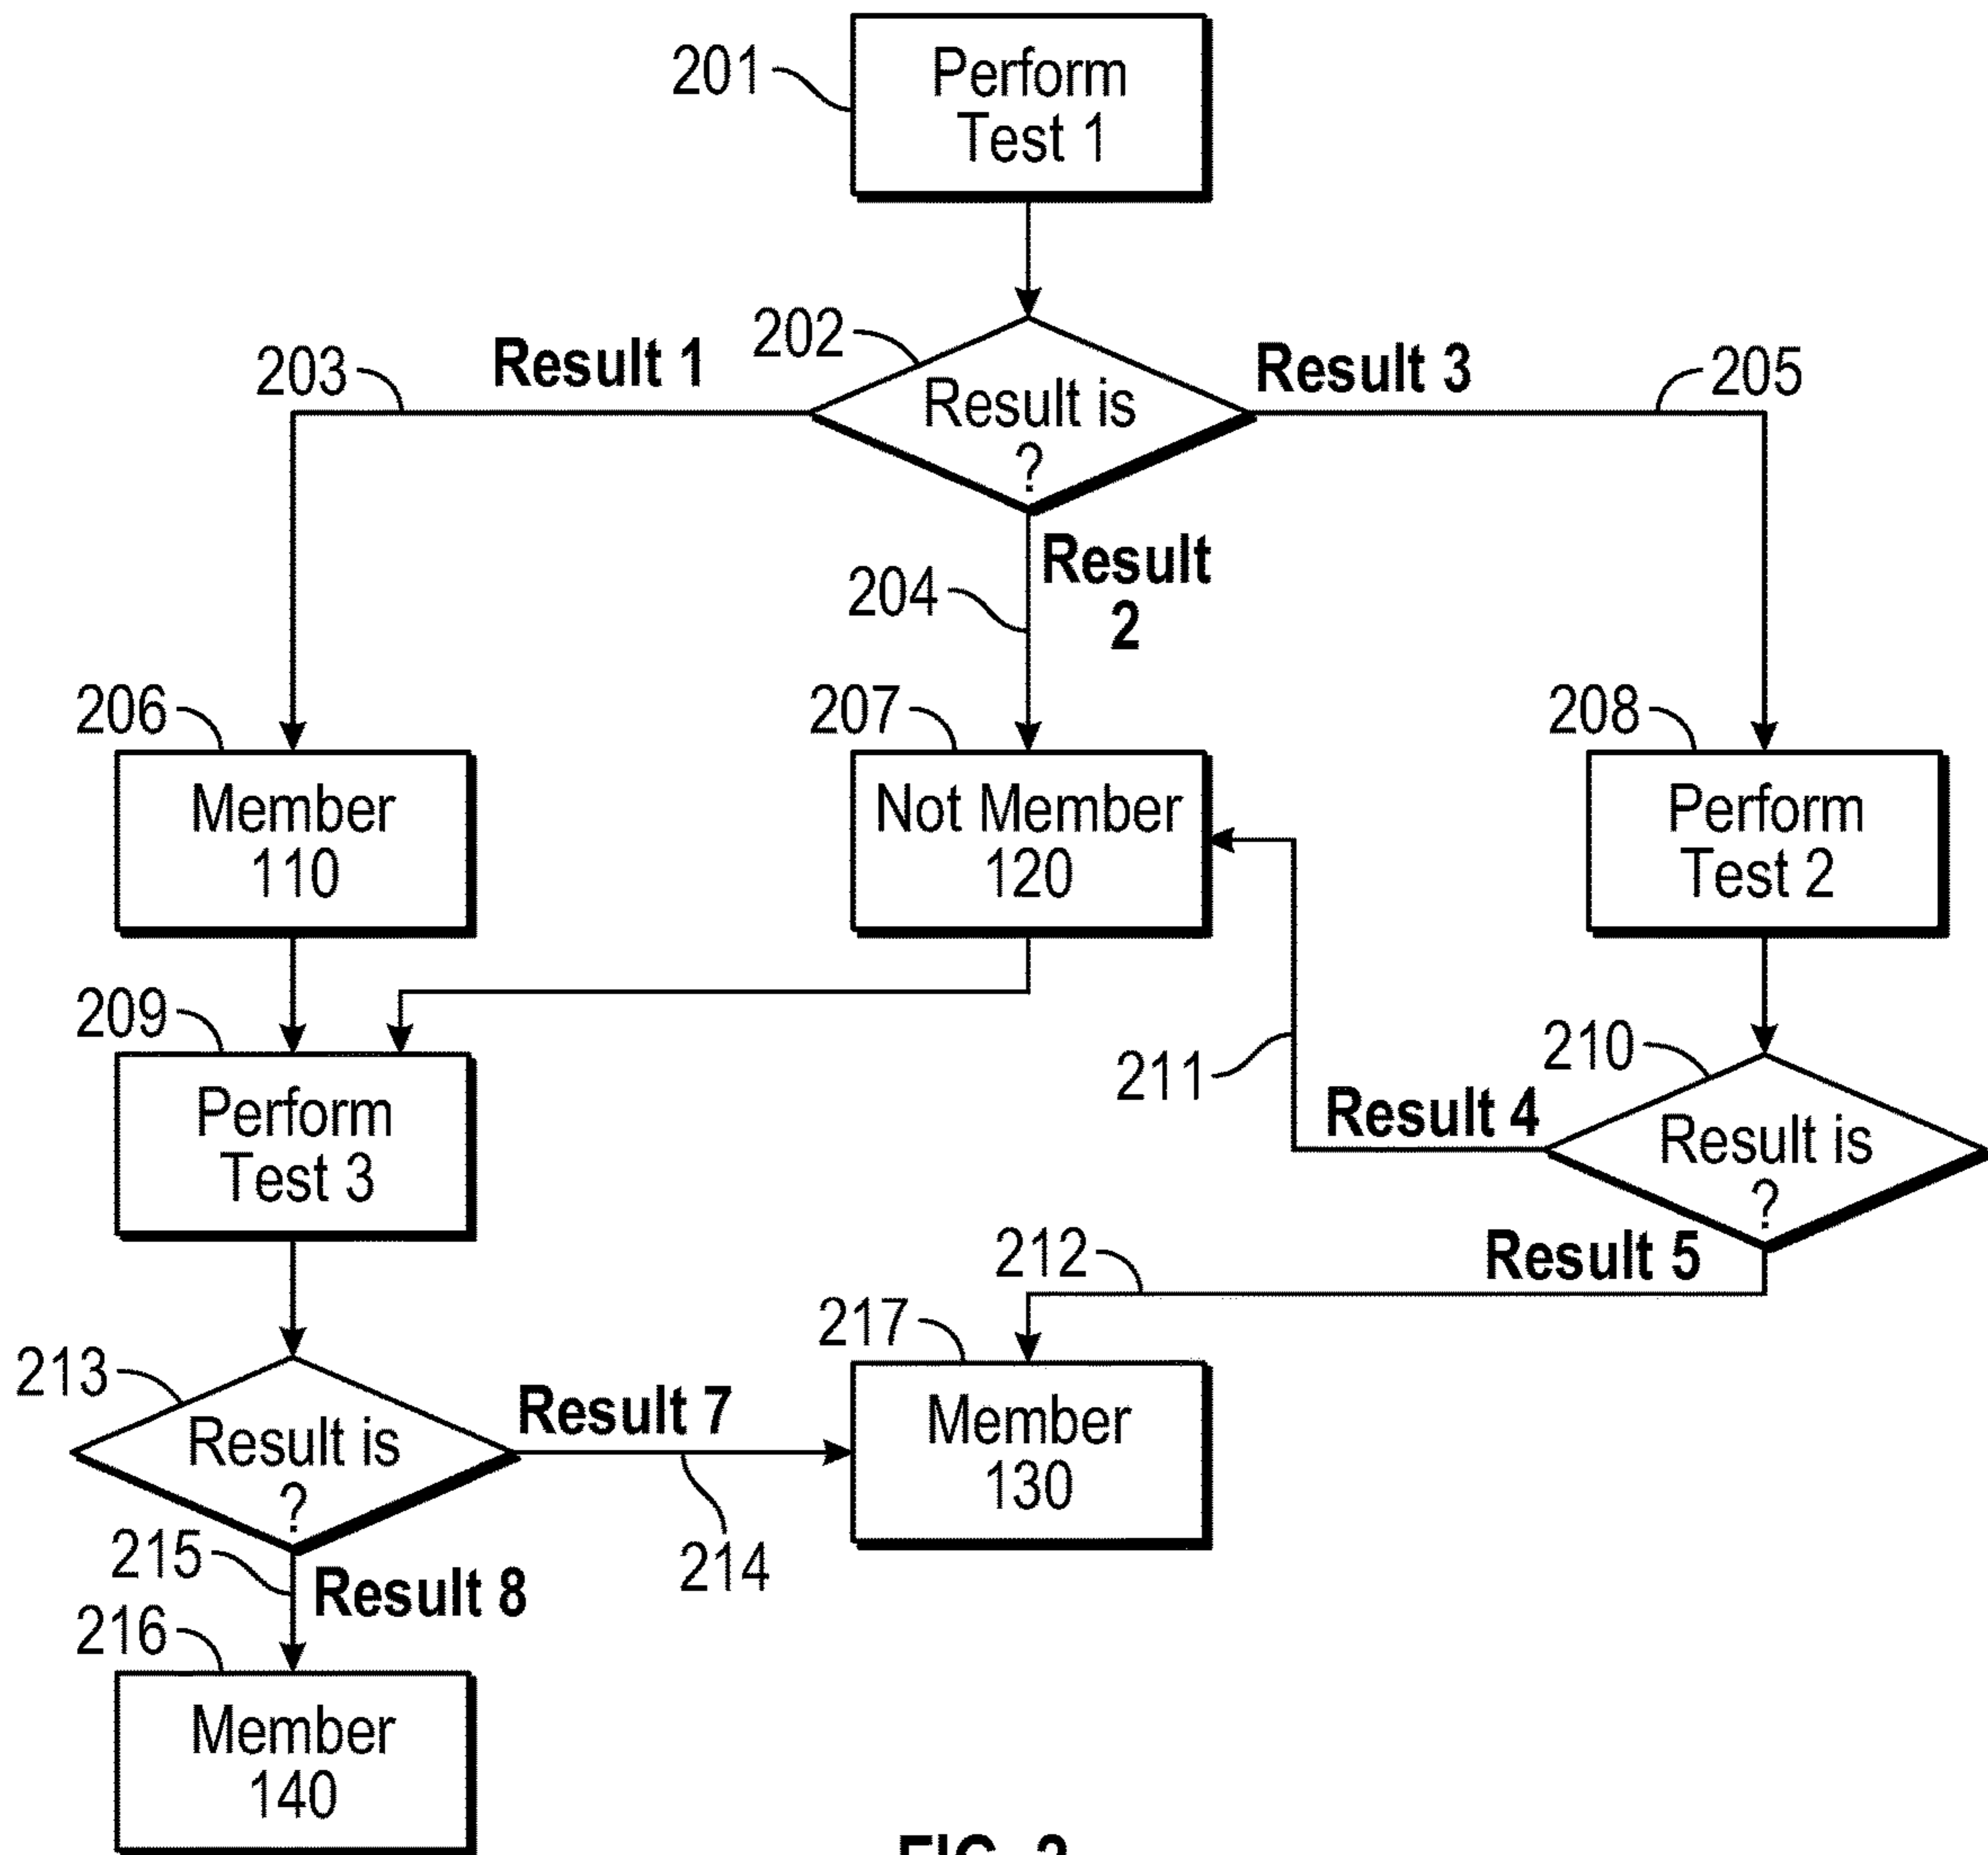 201
Perform
Test 1
202
203
Result 1
Result is
?
Result 3
205
204
Result
2
206
Member
110
207
Not Member
120
208
Perform
Test 2
209
Perform
Test 3
211
210
Result 4
Result is
?
212
Result 5
213
Result is
?
Result 7
214
217
Member
130
215
Result 8
216
Member
140